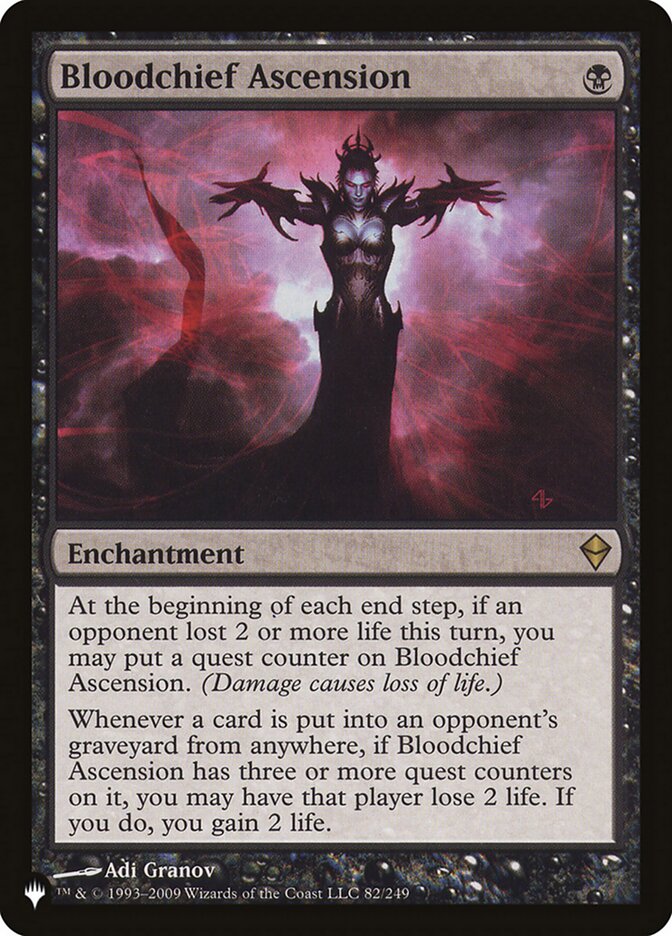 Bloodchief Ascension
Enchantment
At the beginning of each end step, if an
opponent lost 2 or more life this turn, you
may put a quest counter on Bloodchief
Ascension. (Damage causes loss of life.)
Whenever a card is put into an opponent's
graveyard from anywhere, if Bloodchief
Ascension has three or more quest counters
on it, you may have that player lose 2 life. If
you do, you gain 2 life.
Adi Granov
™ & © 1993–2009 Wizards of the Coast LLC 82/249